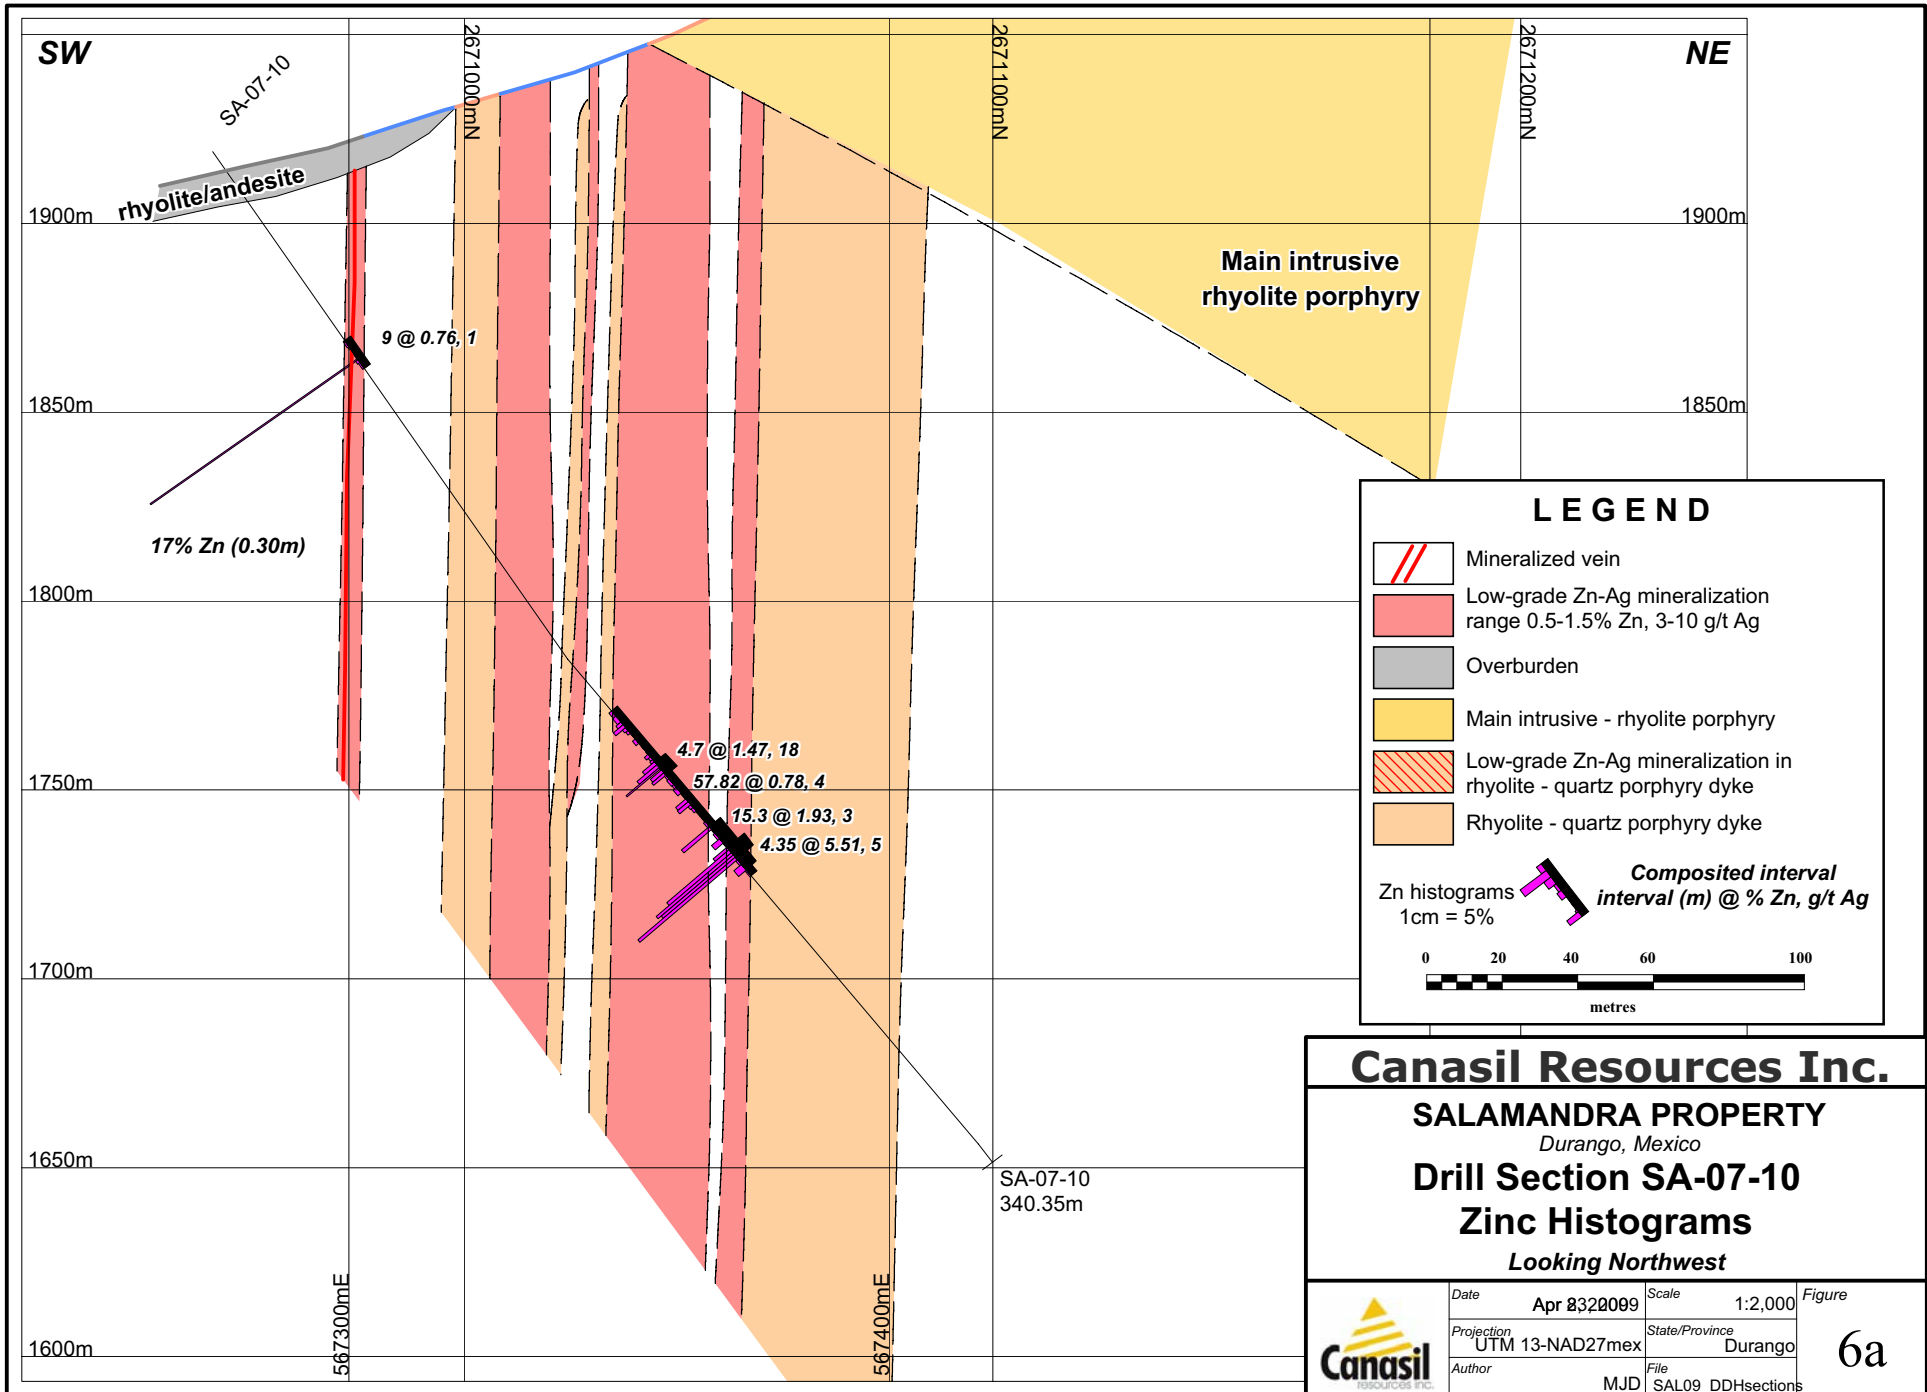 SW
NE
SA-07-10
2671000mN
2671100mN
2671200mN
rhyolite/andesite
1900m
1900m
Main intrusive
rhyolite porphyry
9 @ 0.76, 1
1850m
1850m
17% Zn (0.30m)
1800m
4.7 @ 1.47, 18
57.82 @ 0.78, 4
1750m
15.3 @ 1.93, 3
4.35 @ 5.51, 5
1700m
1650m
SA-07-10
340.35m
1600m
567300mE
567400mE
LEGEND
Mineralized vein
Low-grade Zn-Ag mineralization
range 0.5-1.5% Zn, 3-10 g/t Ag
Overburden
Main intrusive - rhyolite porphyry
Low-grade Zn-Ag mineralization in
rhyolite - quartz porphyry dyke
Rhyolite - quartz porphyry dyke
Zn histograms
1cm = 5%
Composited interval
interval (m) @ % Zn, g/t Ag
0 20 40 60 100
metres
Canasil Resources Inc.
SALAMANDRA PROPERTY
Durango, Mexico
Drill Section SA-07-10
Zinc Histograms
Looking Northwest
Canasil
resources inc.
Date Apr
Scale 1:2,000
Figure
6a
Projection UTM 13-NAD27mex
State/Province Durango
Author MJD
File SAL09_DDHsections